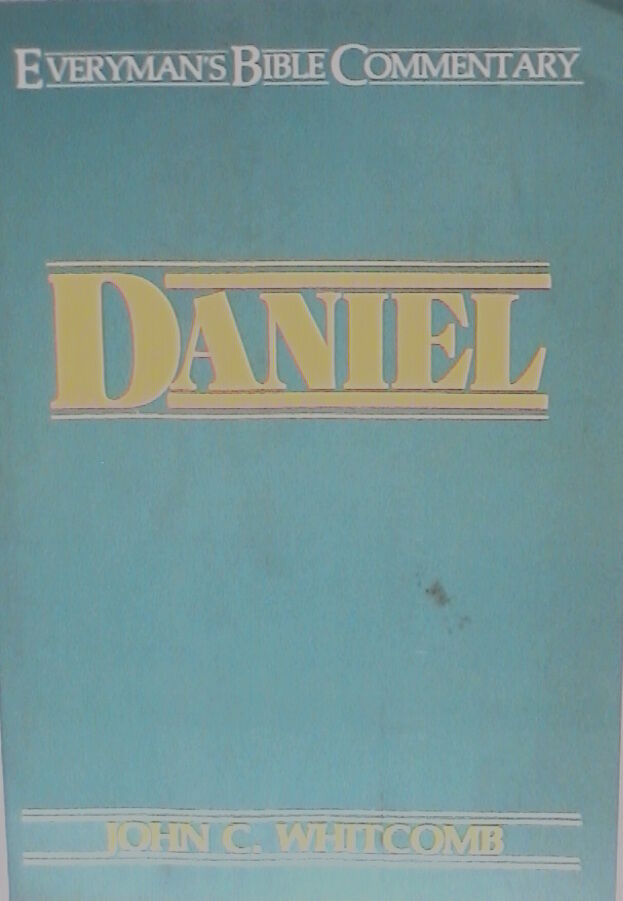 EVERYMAN'S BIBLE COMMENTARY
DANIEL
JOHN C. WHITCOMB